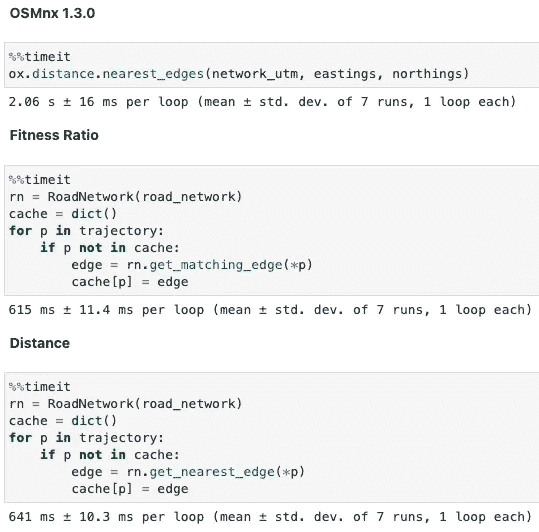 OSMnx 1.3.0
%%timeit
ox.distance.nearest_edges(network_utm, eastings, northings)
2.06 s ± 16 ms per loop (mean ± std. dev. of 7 runs, 1 loop each)
Fitness Ratio
%%timeit
rn = RoadNetwork(road_network)
cache = dict()
for p in trajectory:
    if p not in cache:
        edge = rn.get_matching_edge(*p)
        cache[p] = edge
615 ms ± 11.4 ms per loop (mean ± std. dev. of 7 runs, 1 loop each)
Distance
%%timeit
rn = RoadNetwork(road_network)
cache = dict()
for p in trajectory:
    if p not in cache:
        edge = rn.get_nearest_edge(*p)
        cache[p] = edge
641 ms ± 10.3 ms per loop (mean ± std. dev. of 7 runs, 1 loop each)